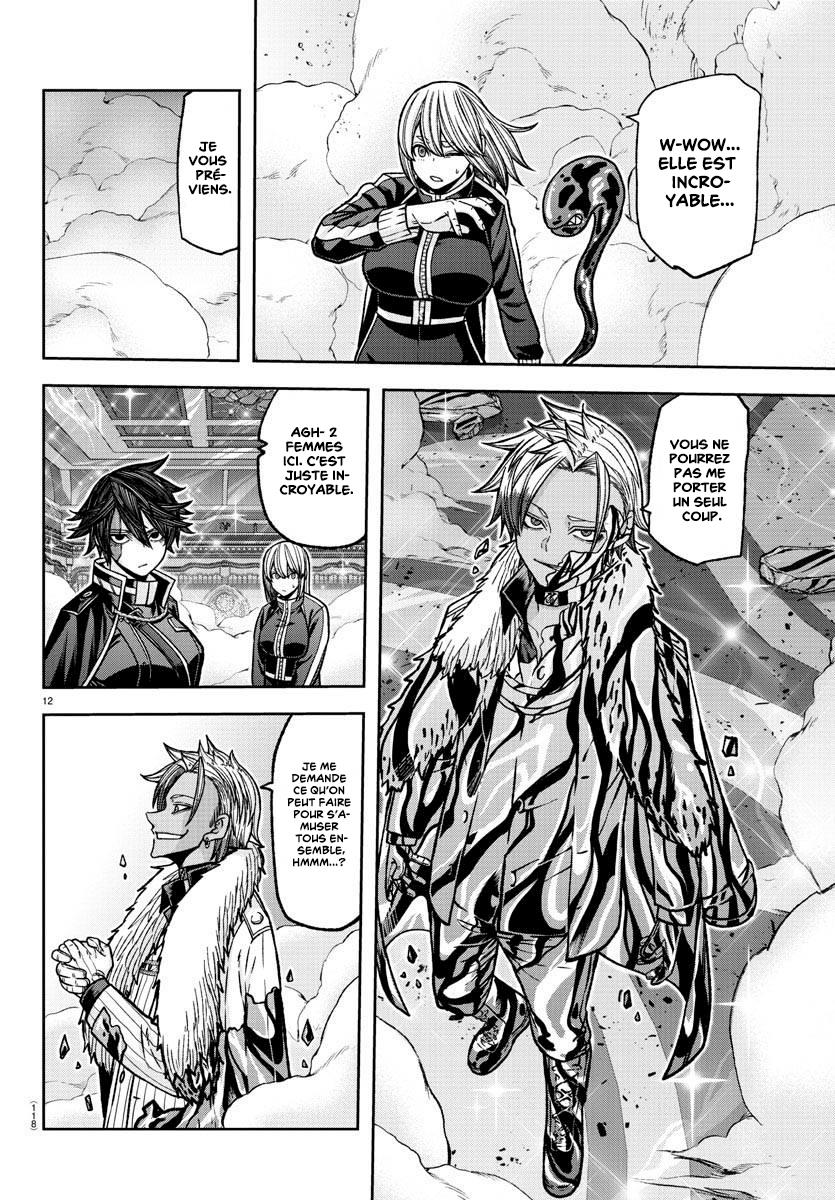 W-WOW...
ELLE EST
INCRO-
YABLE...
JE
VOUS
PRÉ-
VIENS.
VOUS NE
POURREZ
PAS ME
PORTER
UN SEUL
COUP.
AGH- 2
FEMMES
ICI. C'EST
JUSTE IN-
CROYABLE.
12
JE ME
DEMANDE
CE QU'ON
PEUT FAIRE
POUR S'A-
MUSER
TOUS EN-
SEMBLE,
HMMM...?
(118)